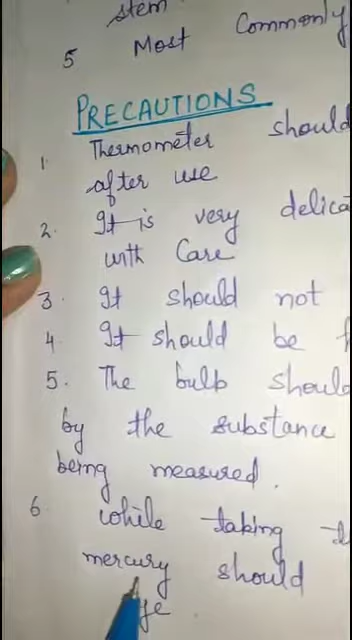 stem
5 Most Commonly
PRECAUTIONS
1. Thermometer should
after use
2. It is very delica
with Care
3. It should not
4. It should be
5. The bulb should
by the substance
being measured.
6 while taking
mercury should
ye